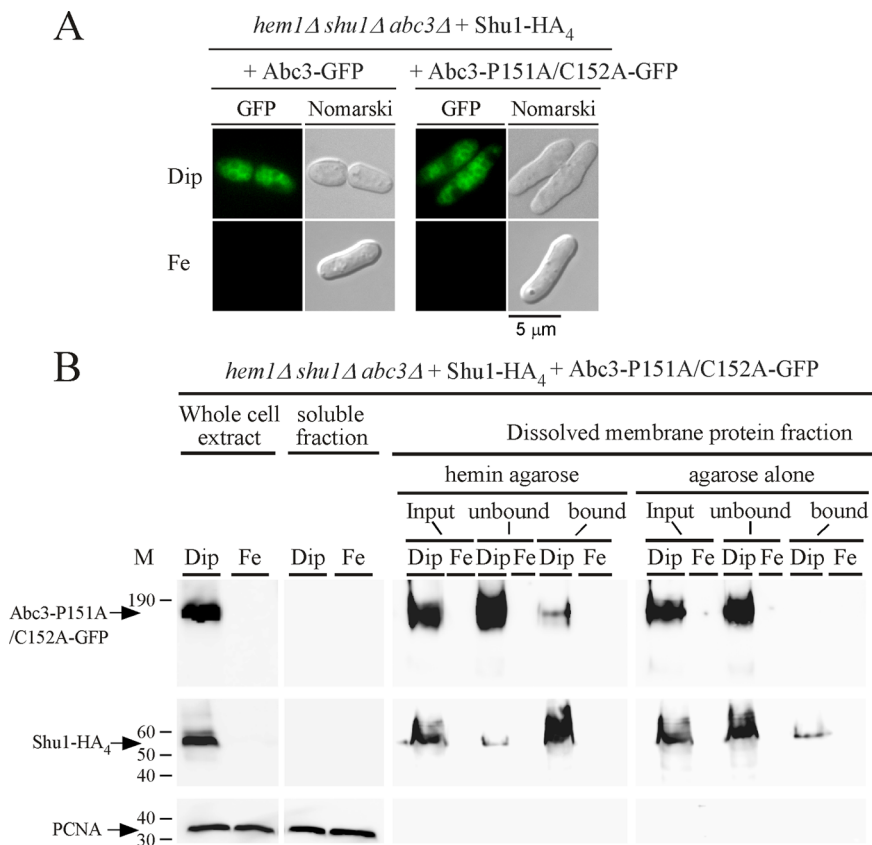 A
hem1Δ shu1Δ abc3Δ + Shu1-HA4
+ Abc3-GFP + Abc3-P151A/C152A-GFP
GFP Nomarski GFP Nomarski
Dip
Fe
5 μm
B
hem1Δ shu1Δ abc3Δ + Shu1-HA4 + Abc3-P151A/C152A-GFP
Whole cell extract
soluble fraction
Dissolved membrane protein fraction
hemin agarose agarose alone
Input unbound bound Input unbound bound
M Dip Fe Dip Fe Dip Fe Dip Fe Dip Fe Dip Fe Dip Fe Dip Fe
190
Abc3-P151A
/C152A-GFP
60
Shu1-HA4
50
40
40
PCNA
30